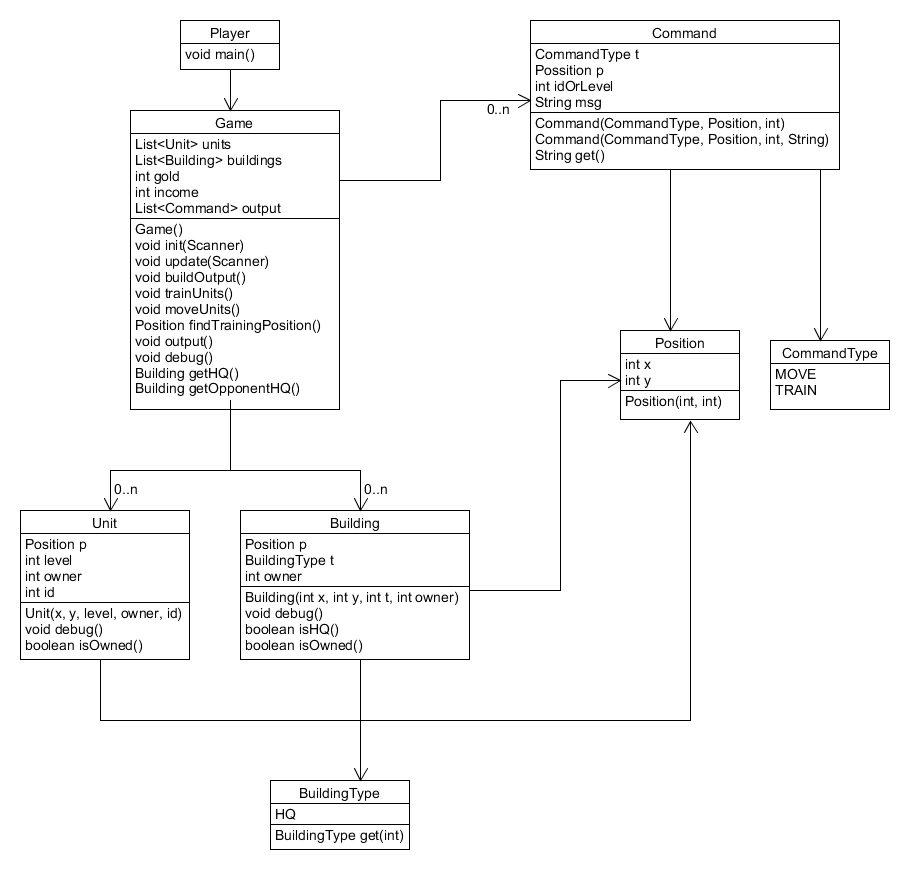 Player
void main()
Game
List<Unit> units
List<Building> buildings
int gold
int income
List<Command> output
Game()
void init(Scanner)
void update(Scanner)
void buildOutput()
void trainUnits()
void moveUnits()
Position findTrainingPosition()
void output()
void debug()
Building getHQ()
Building getOpponentHQ()
0..n
Command
CommandType t
Possition p
int idOrLevel
String msg
Command(CommandType, Position, int)
Command(CommandType, Position, int, String)
String get()
Position
int x
int y
Position(int, int)
CommandType
MOVE
TRAIN
0..n
0..n
Unit
Position p
int level
int owner
int id
Unit(x, y, level, owner, id)
void debug()
boolean isOwned()
Building
Position p
BuildingType t
int owner
Building(int x, int y, int t, int owner)
void debug()
boolean isHQ()
boolean isOwned()
BuildingType
HQ
BuildingType get(int)